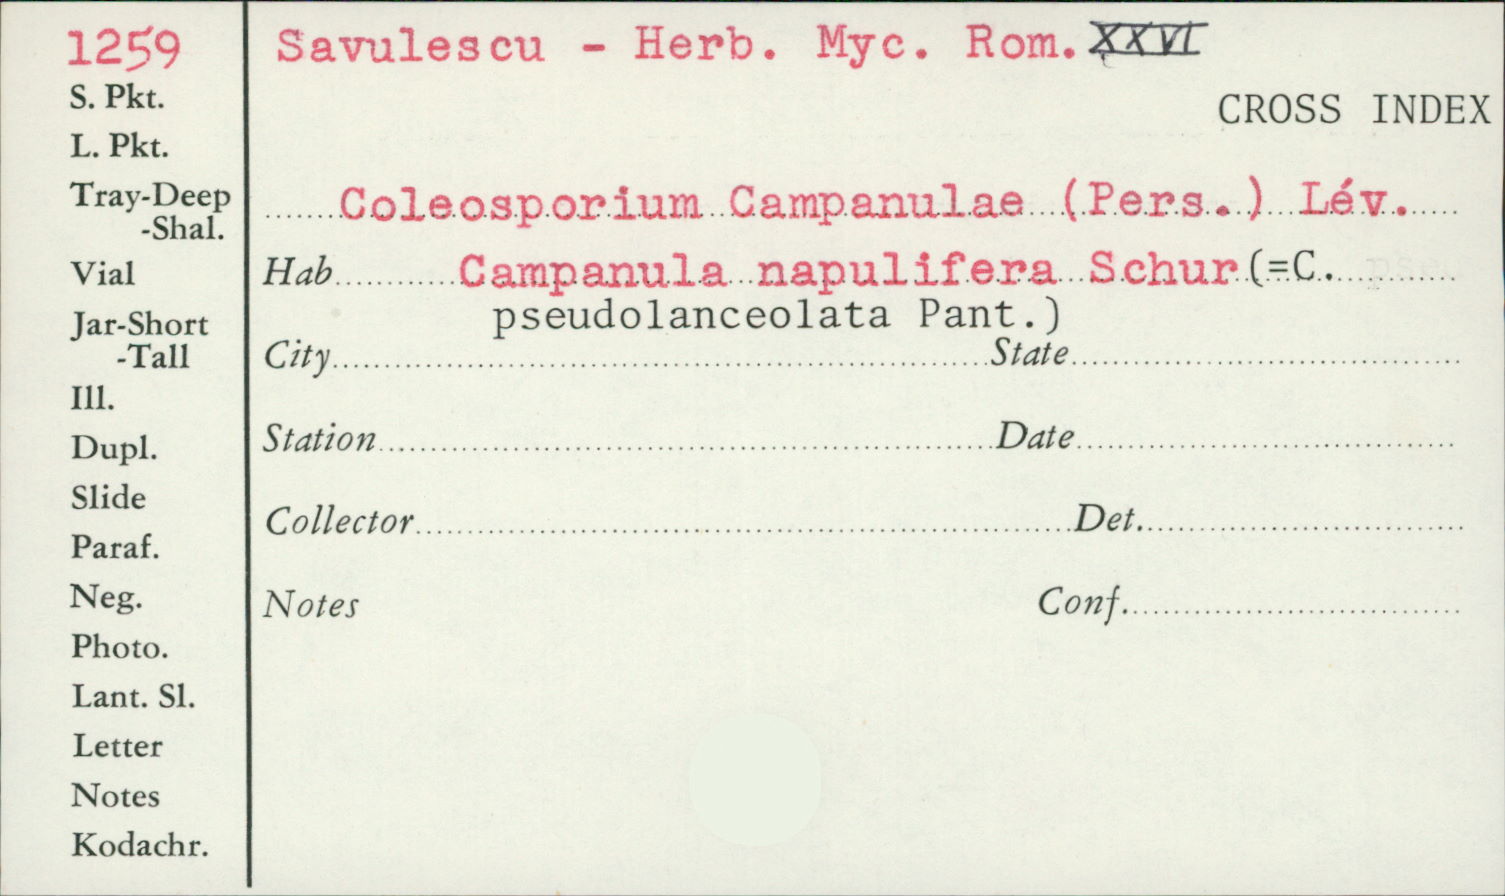 1259 Savulescu - Herb. Myc. Rom. XXVI
S. Pkt.
CROSS INDEX
L. Pkt.
Tray-Deep
-Shal.
Coleosporium Campanulae (Pers.) Lév.
Vial
Hab Campanula napulifera Schur (=C.
pseudolanceolata Pant.)
Jar-Short
-Tall
City State
Ill.
Dupl.
Station Date
Slide
Collector Det.
Paraf.
Neg.
Notes Conf.
Photo.
Lant. Sl.
Letter
Notes
Kodachr.